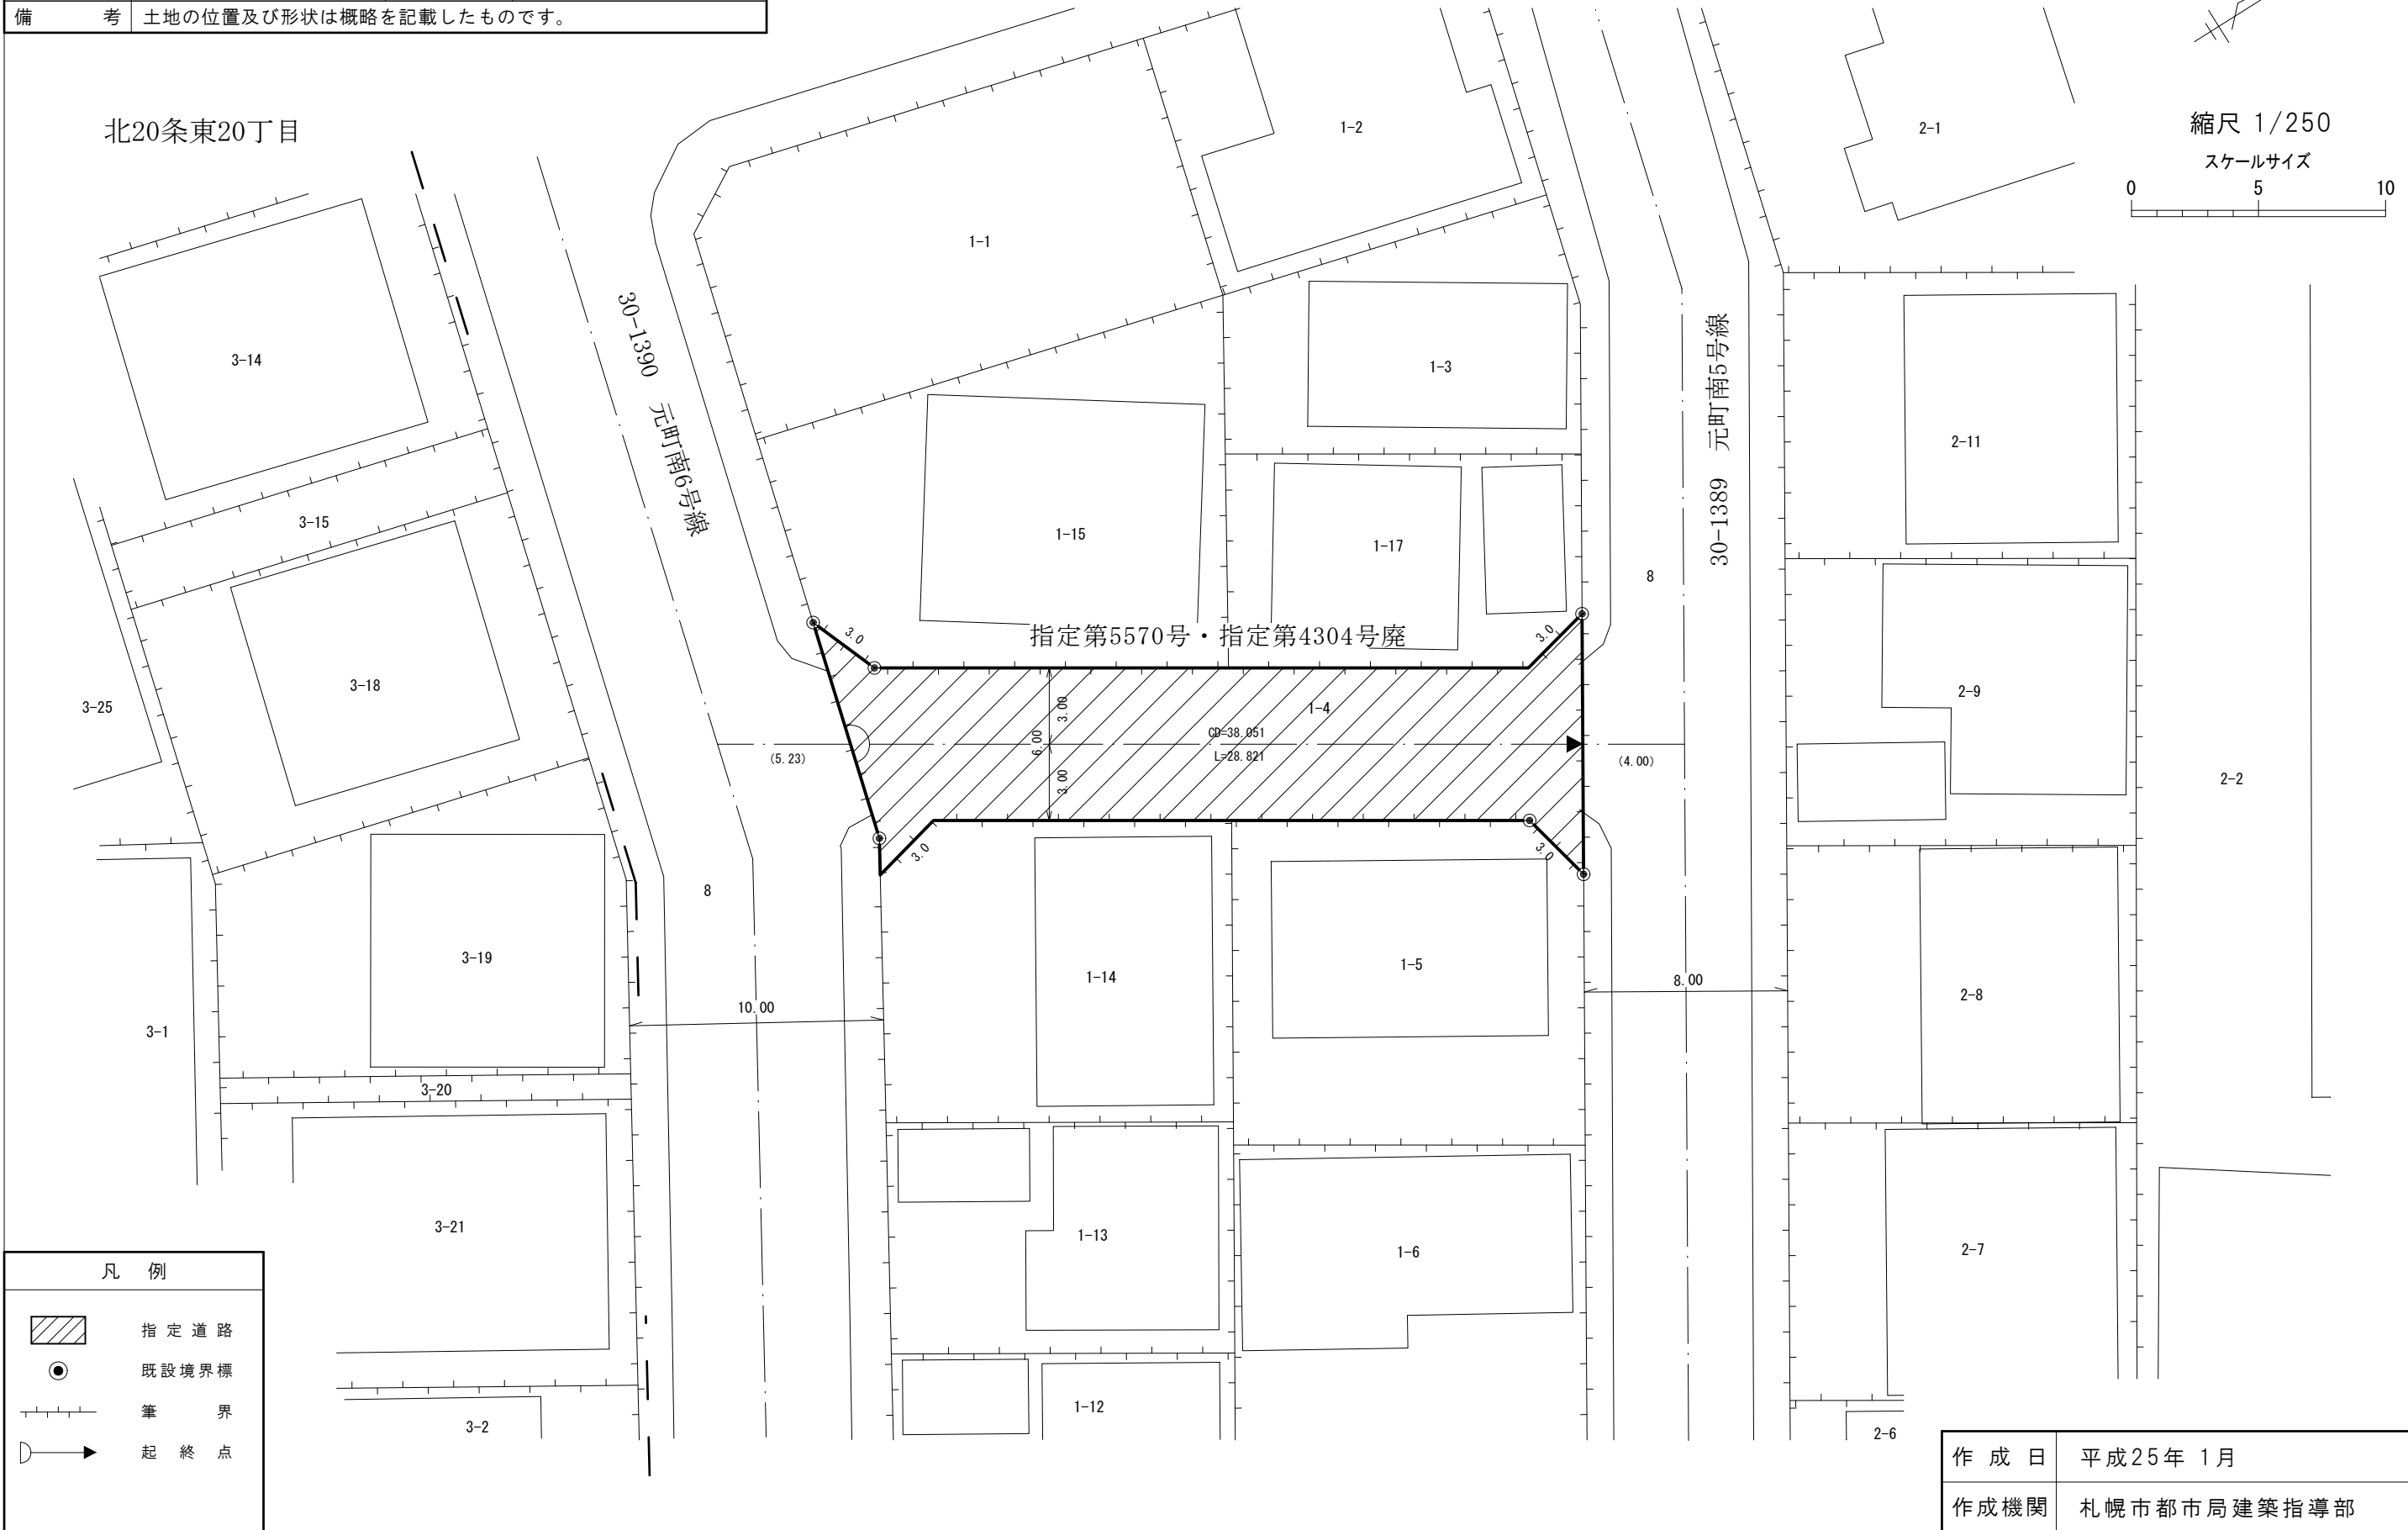 備 考 土地の位置及び形状は概略を記載したものです。
北20条東20丁目
縮尺 1/250
スケールサイズ
0 5 10
1-2
2-1
1-1
3-14
30-1390 元町南6号線
1-3
30-1389 元町南5号線
2-11
3-15
1-15
1-17
8
指定第5570号・指定第4304号廃
3.0
3.0
3-18
3-25
2-9
1-4
3.00
6.00
3.00
CD=38.051
L=28.821
(5.23)
(4.00)
2-2
3.0
3.0
8
3-19
1-14
1-5
8.00
2-8
10.00
3-1
3-20
3-21
1-13
1-6
2-7
凡 例
指定道路
既設境界標
筆 界
起終点
1-12
3-2
2-6
作成日 平成25年 1月
作成機関 札幌市都市局建築指導部